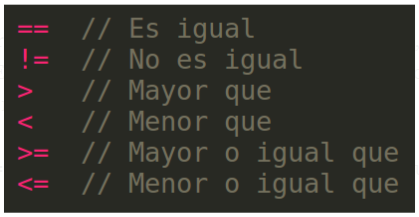 == // Es igual
!= // No es igual
> // Mayor que
< // Menor que
>= // Mayor o igual que
<= // Menor o igual que